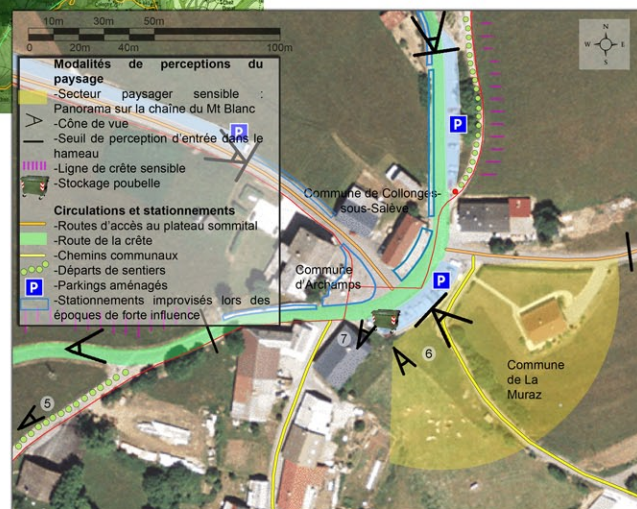 10m 30m 50m
0 20m 40m 100m
Modalités de perceptions du
paysage
-Secteur paysager sensible :
Panorama sur la chaîne du Mt Blanc
-Cône de vue
-Seuil de perception d'entrée dans le
hameau
-Ligne de crête sensible
-Stockage poubelle
Circulations et stationnements
-Routes d'accès au plateau sommital
-Route de la crête
-Chemins communaux
-Départs de sentiers
P -Parkings aménagés
-Stationnements improvisés lors des
époques de forte influence
N
W E
S
P
P
Commune de Collonges-
sous-Salève
Commune
d'Archamps
P
7
6
5
Commune
de La
Muraz